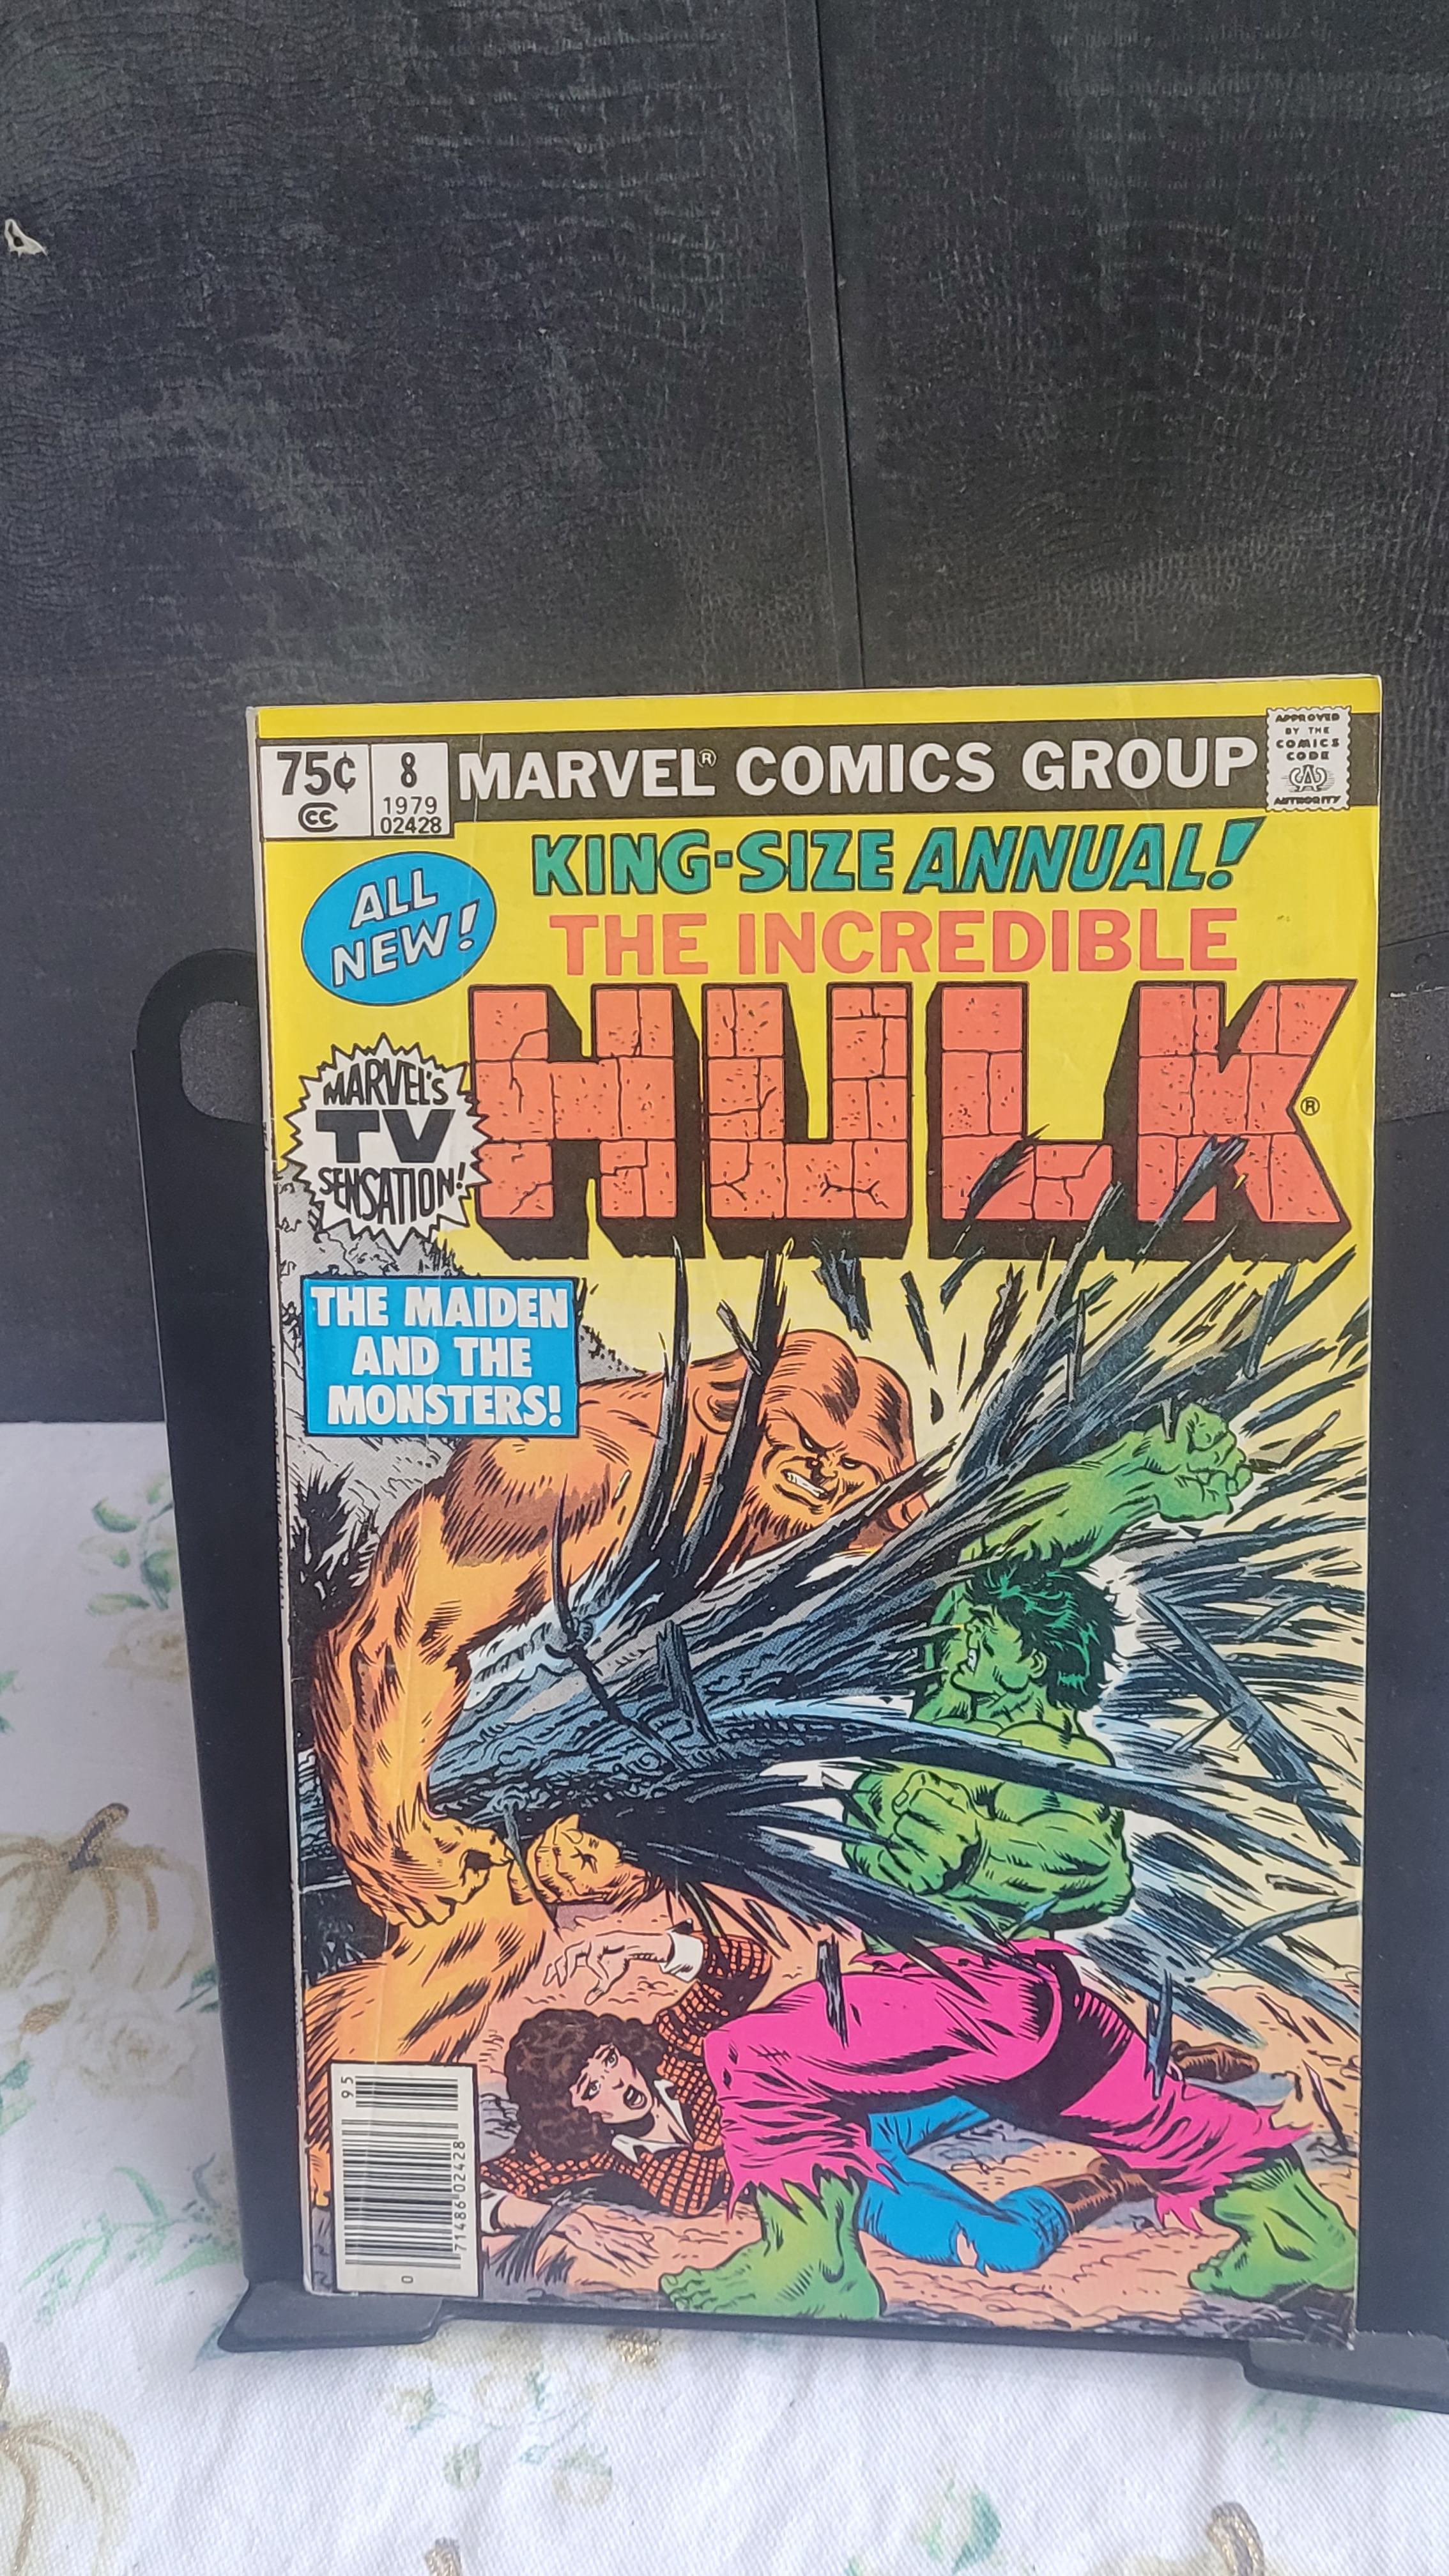 75¢
CC
8
1979
02428
MARVEL® COMICS GROUP
APPROVED
BY THE
COMICS
CODE
CA
AUTHORITY
KING-SIZE ANNUAL!
ALL
NEW!
THE INCREDIBLE
HULK®
MARVEL'S
TV
SENSATION!
THE MAIDEN
AND THE
MONSTERS!
95
71486 02428
0